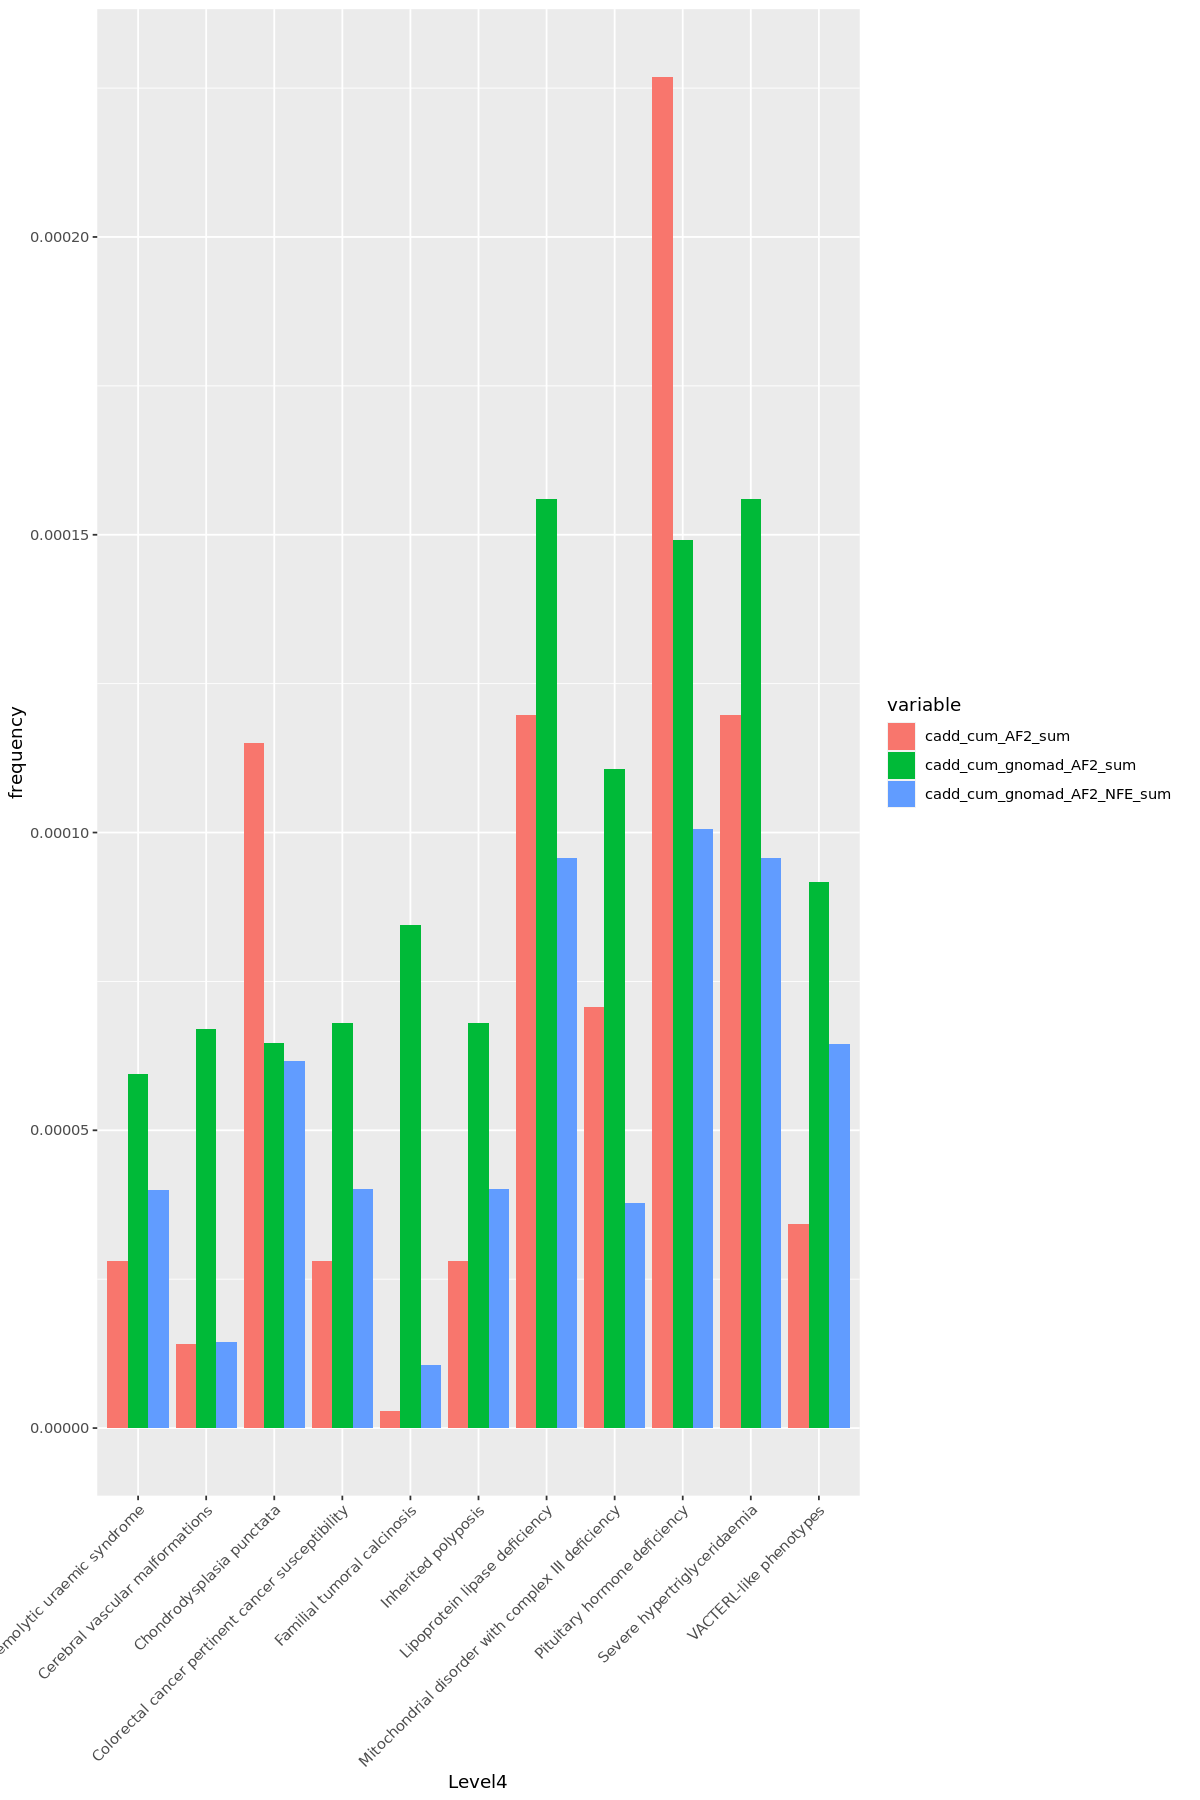 frequency
0.00020
0.00015
0.00010
0.00005
0.00000
uraemic syndrome
Cerebral vascular malformations
Chondrodysplasia punctata
Colorectal cancer pertinent cancer susceptibility
Familial tumoral calcinosis
Inherited polyposis
Lipoprotein lipase deficiency
Mitochondrial disorder with complex III deficiency
Pituitary hormone deficiency
Severe hypertriglyceridaemia
VACTERL-like phenotypes
Level4
variable
cadd_cum_AF2_sum
cadd_cum_gnomad_AF2_sum
cadd_cum_gnomad_AF2_NFE_sum